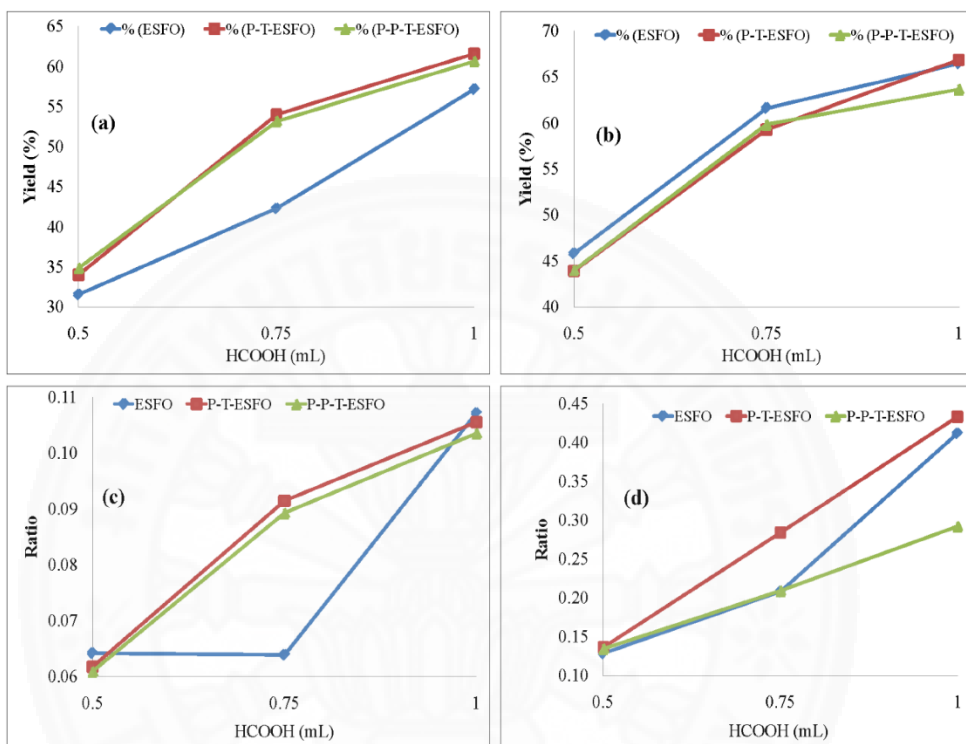 % (ESFO) % (P-T-ESFO) % (P-P-T-ESFO)
65
60
55
50
45
40
35
30
Yield (%)
(a)
0.5 0.75 1
HCOOH (mL)
% (ESFO) % (P-T-ESFO) % (P-P-T-ESFO)
70
65
60
55
50
45
40
Yield (%)
(b)
0.5 0.75 1
HCOOH (mL)
ESFO P-T-ESFO P-P-T-ESFO
0.11
0.10
0.09
0.08
0.07
0.06
Ratio
(c)
0.5 0.75 1
HCOOH (mL)
ESFO P-T-ESFO P-P-T-ESFO
0.45
0.40
0.35
0.30
0.25
0.20
0.15
0.10
Ratio
(d)
0.5 0.75 1
HCOOH (mL)